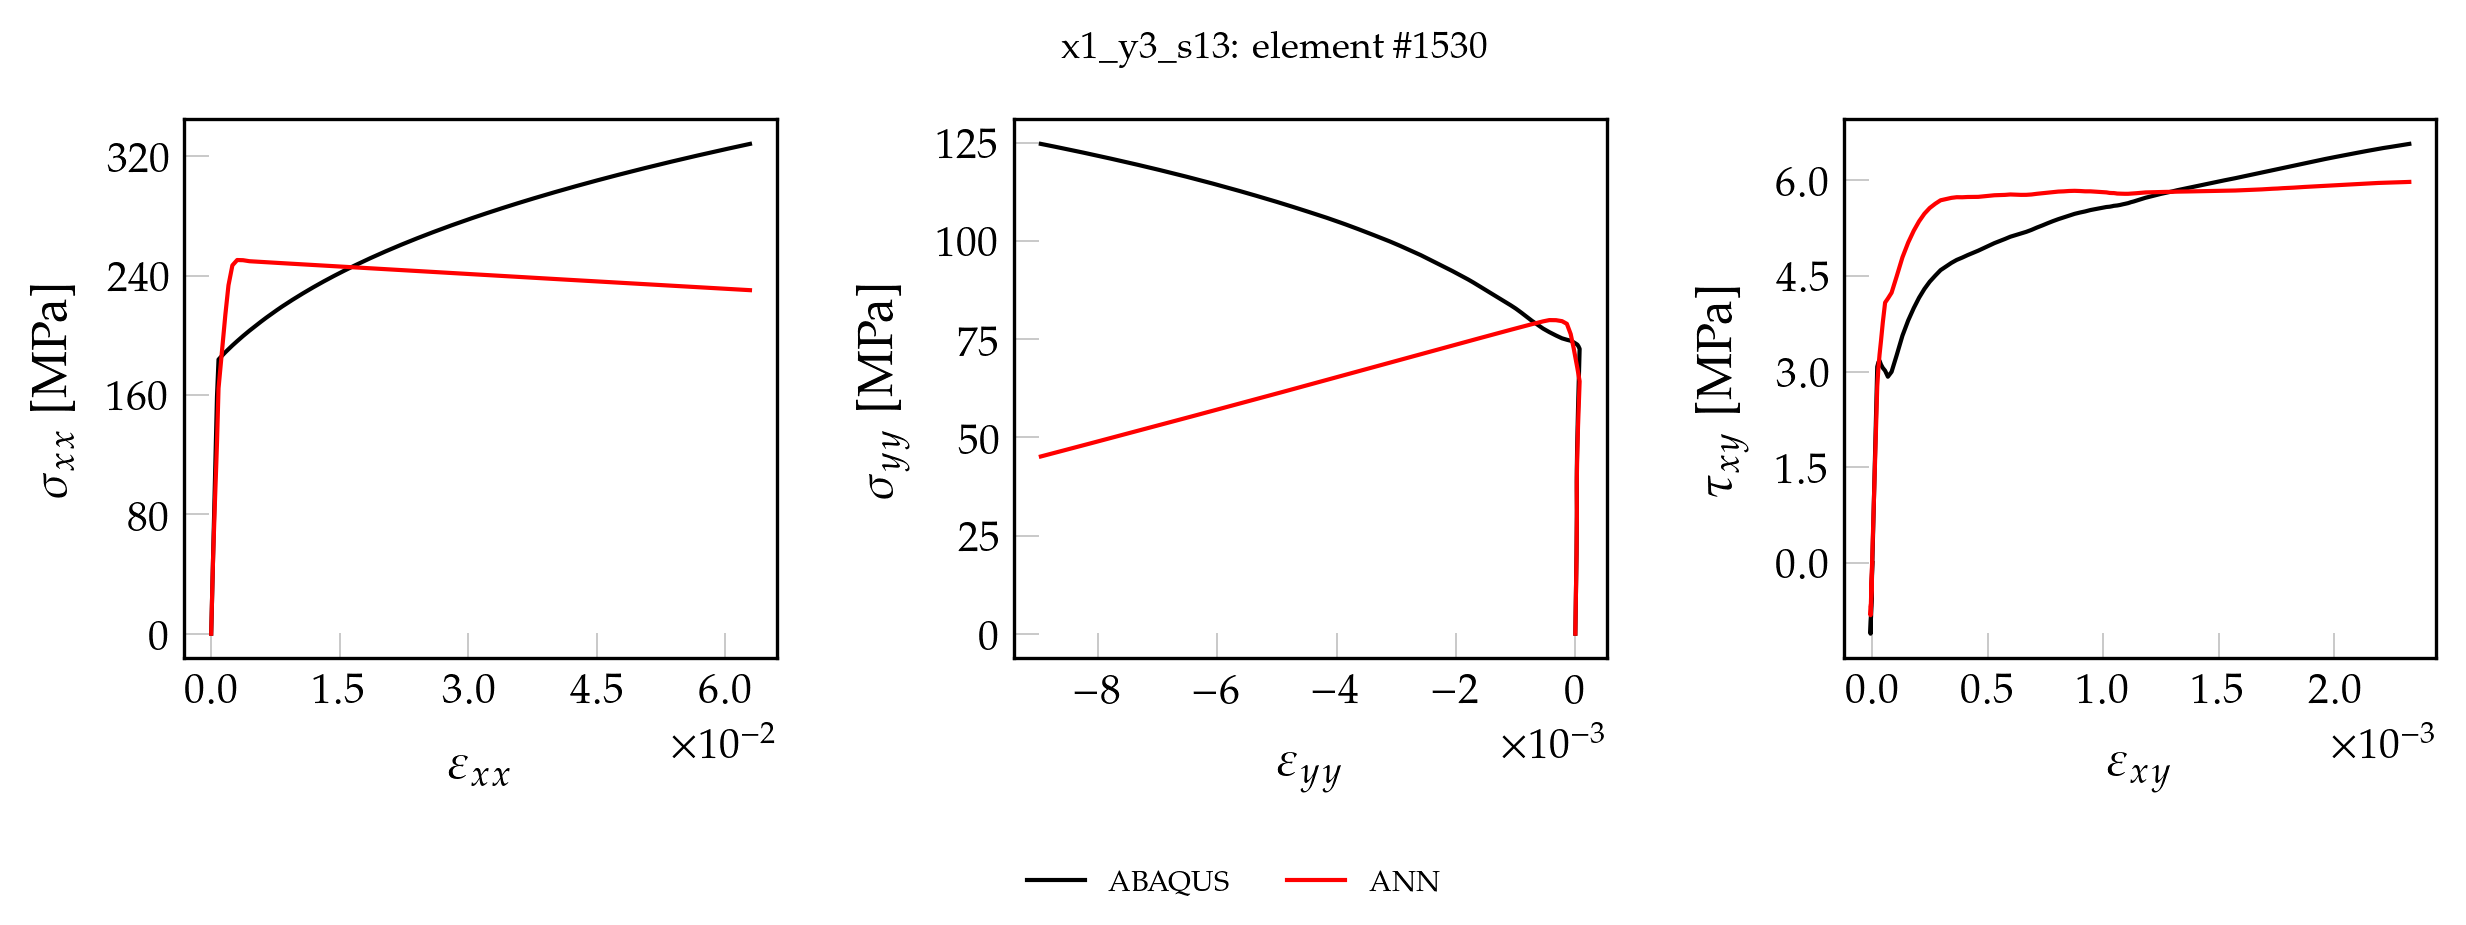 x1_y3_s13: element #1530
σxx [MPa]
320
240
160
80
0
0.0 1.5 3.0 4.5 6.0
×10−2
εxx
σyy [MPa]
125
100
75
50
25
0
−8 −6 −4 −2 0
×10−3
εyy
τxy [MPa]
6.0
4.5
3.0
1.5
0.0
0.0 0.5 1.0 1.5 2.0
×10−3
εxy
ABAQUS ANN